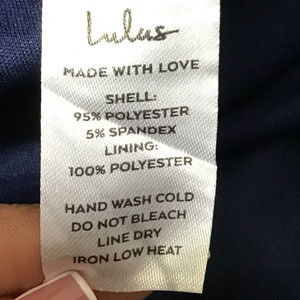 Lulus
MADE WITH LOVE
SHELL:
95% POLYESTER
5% SPANDEX
LINING:
100% POLYESTER
HAND WASH COLD
DO NOT BLEACH
LINE DRY
IRON LOW HEAT